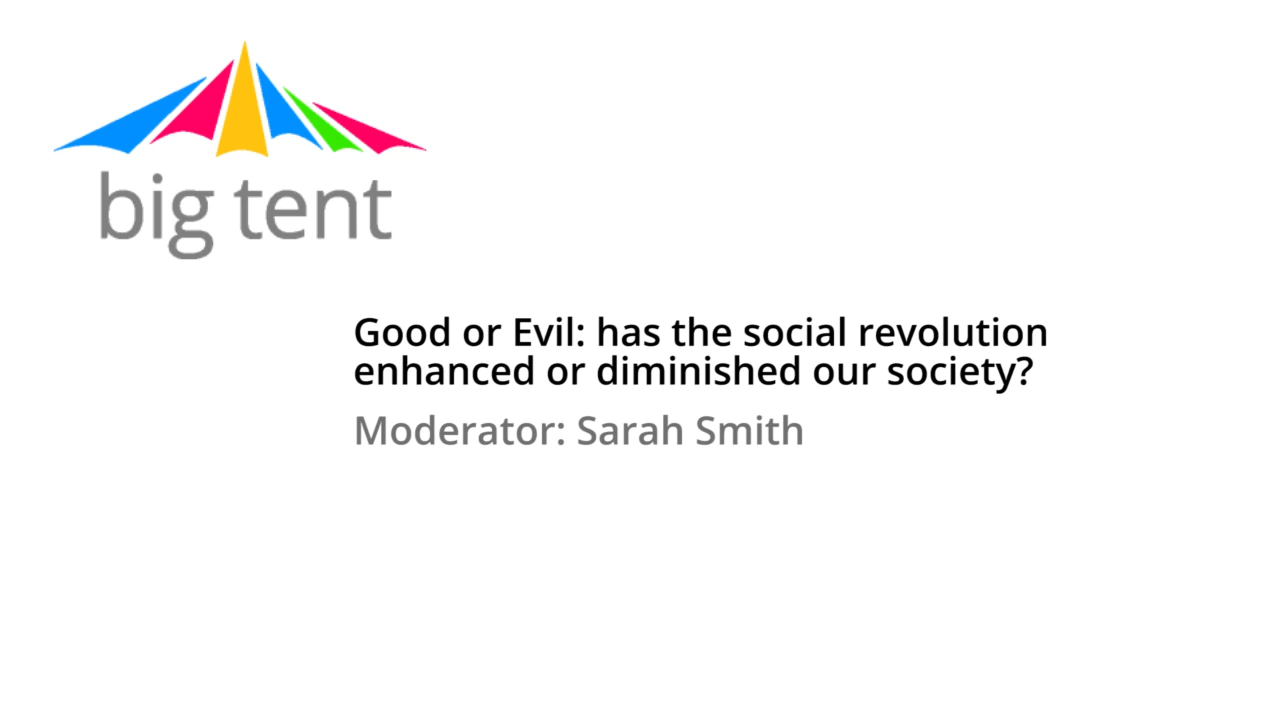 big tent
Good or Evil: has the social revolution
enhanced or diminished our society?
Moderator: Sarah Smith